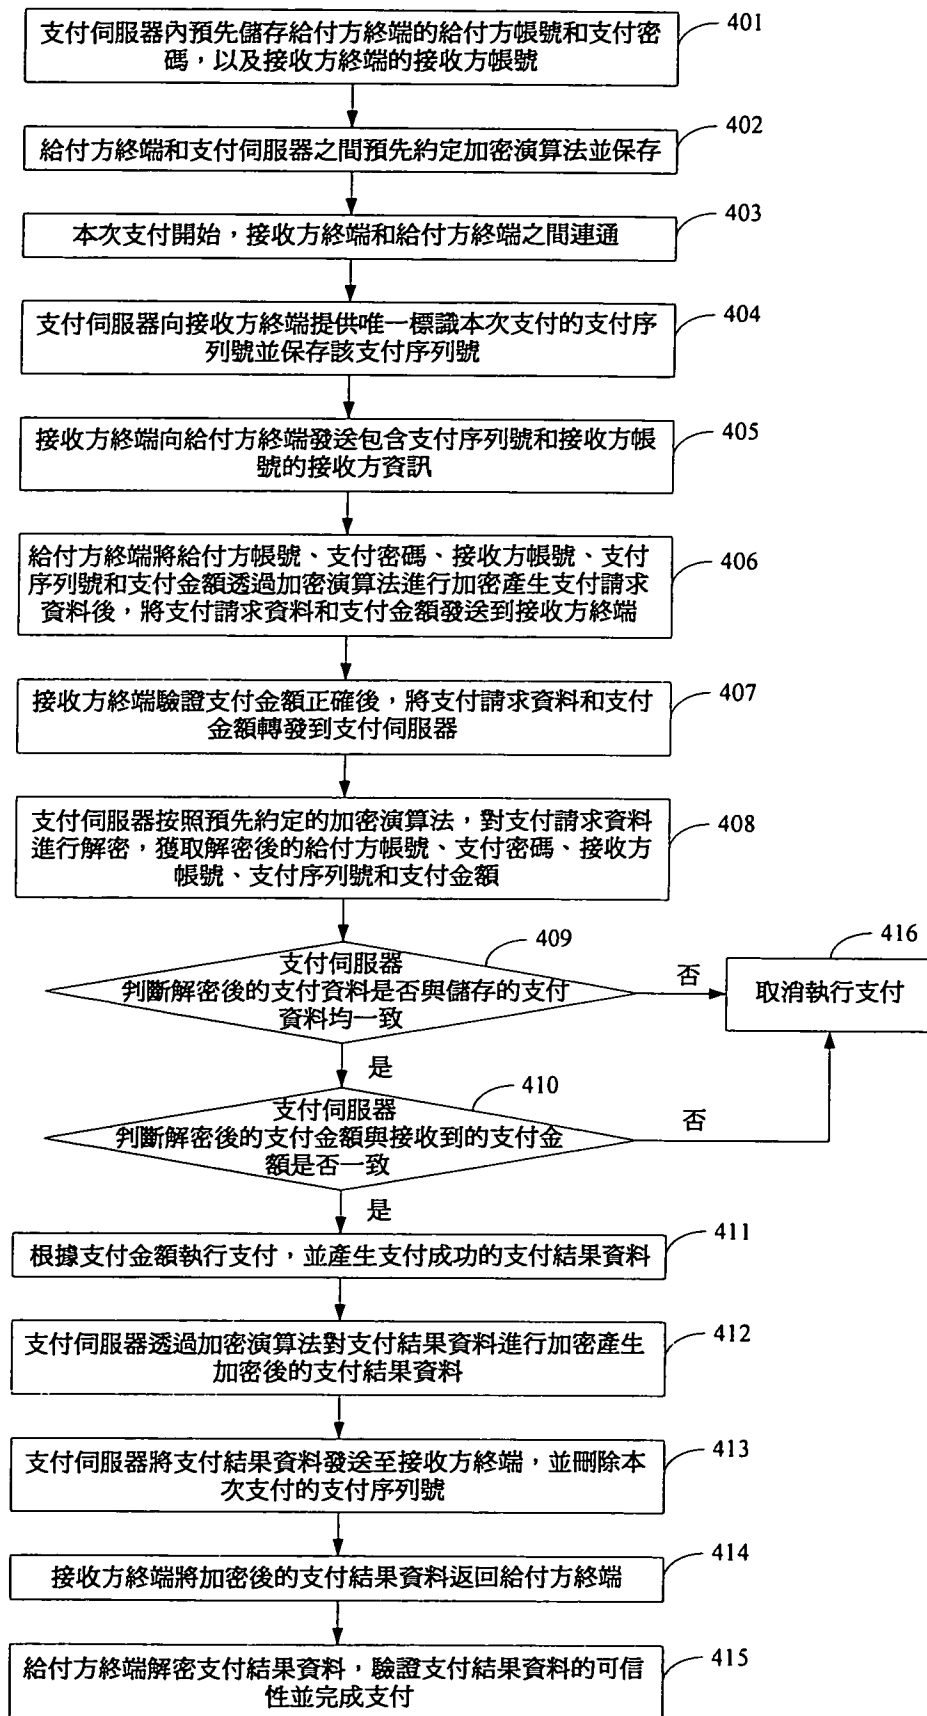 支付伺服器內預先儲存給付方終端的給付方帳號和支付密
碼，以及接收方終端的接收方帳號
401
給付方終端和支付伺服器之間預先約定加密演算法並保存
402
本次支付開始，接收方終端和給付方終端之間連通
403
支付伺服器向接收方終端提供唯一標識本次支付的支付序
列號並保存該支付序列號
404
接收方終端向給付方終端發送包含支付序列號和接收方帳
號的接收方資訊
405
給付方終端將給付方帳號、支付密碼、接收方帳號、支付
序列號和支付金額透過加密演算法進行加密產生支付請求
資料後，將支付請求資料和支付金額發送到接收方終端
406
接收方終端驗證支付金額正確後，將支付請求資料和支付
金額轉發到支付伺服器
407
支付伺服器按照預先約定的加密演算法，對支付請求資料
進行解密，獲取解密後的給付方帳號、支付密碼、接收方
帳號、支付序列號和支付金額
408
支付伺服器
判斷解密後的支付資料是否與儲存的支付
資料均一致
409
否
取消執行支付
416
是
支付伺服器
判斷解密後的支付金額與接收到的支付金
額是否一致
410
否
是
根據支付金額執行支付，並產生支付成功的支付結果資料
411
支付伺服器透過加密演算法對支付結果資料進行加密產生
加密後的支付結果資料
412
支付伺服器將支付結果資料發送至接收方終端，並刪除本
次支付的支付序列號
413
接收方終端將加密後的支付結果資料返回給付方終端
414
給付方終端解密支付結果資料，驗證支付結果資料的可信
性並完成支付
415